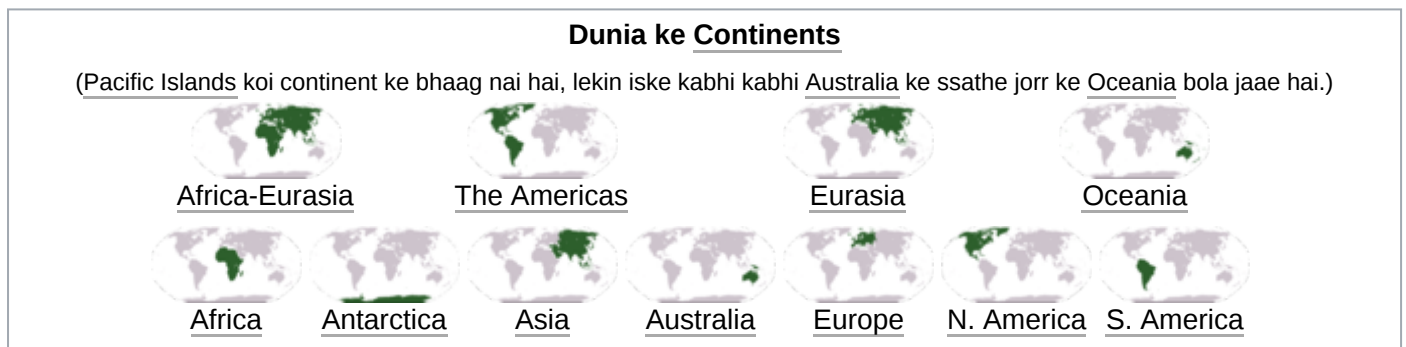 Dunia ke Continents
(Pacific Islands koi continent ke bhaag nai hai, lekin iske kabhi kabhi Australia ke ssathe jorr ke Oceania bola jaae hai.)
Africa-Eurasia The Americas Eurasia Oceania
Africa Antarctica Asia Australia Europe N. America S. America